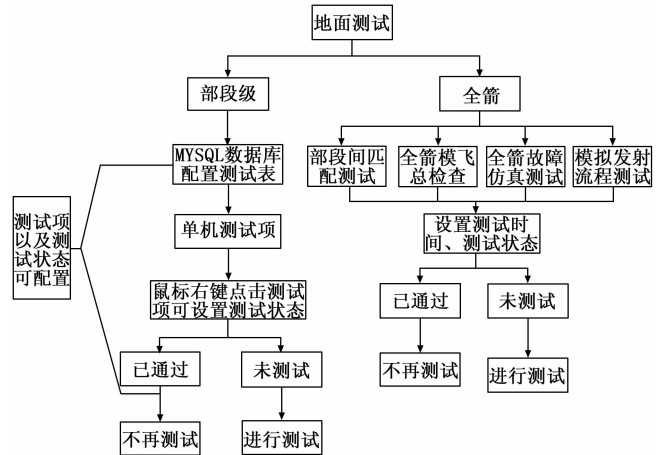 地面测试
部段级
全箭
MYSQL数据库
配置测试表
部段间匹
配测试
全箭模飞
总检查
全箭故障
仿真测试
模拟发射
流程测试
测试项
以及测
试状态
可配置
单机测试项
设置测试时
间、测试状态
鼠标右键点击测试
项可设置测试状态
已通过
未测试
不再测试
进行测试
已通过
未测试
不再测试
进行测试